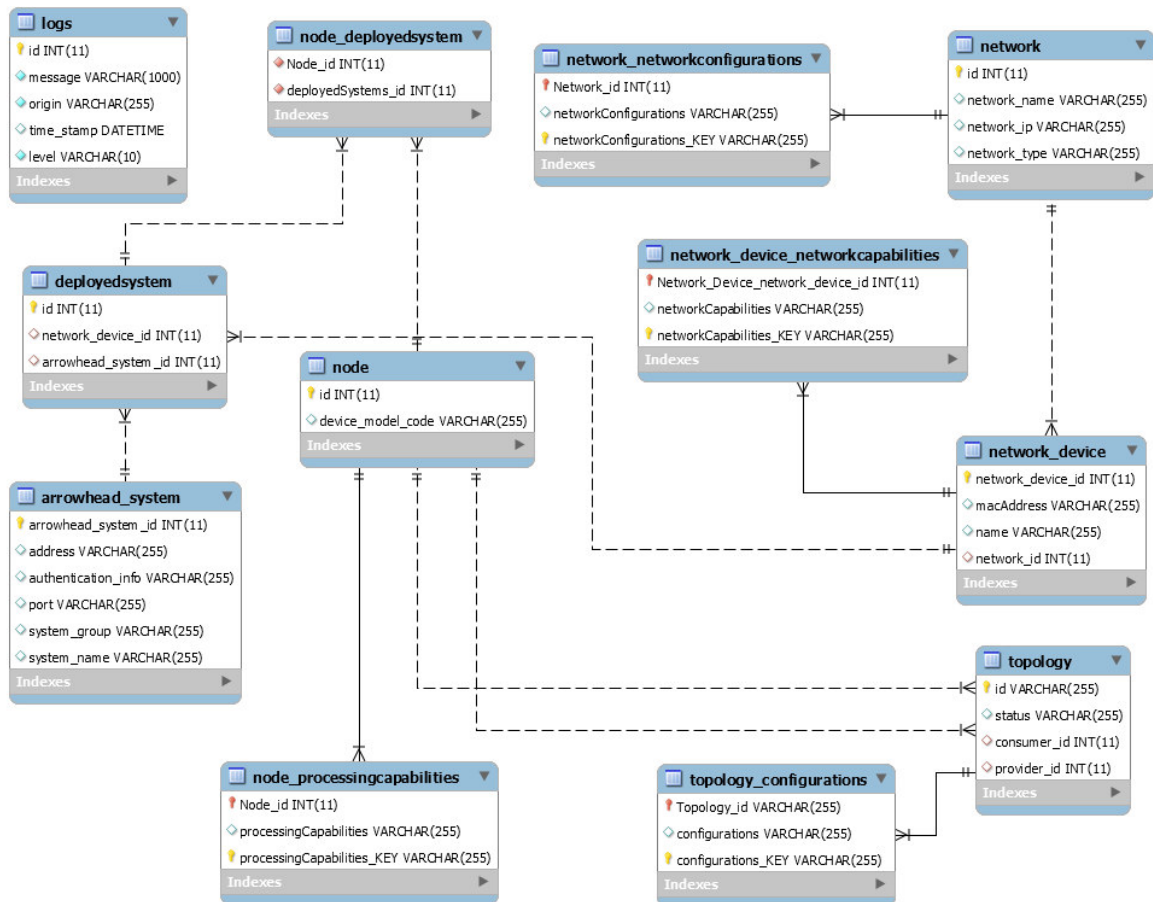 logs
id INT(11)
message VARCHAR(1000)
origin VARCHAR(255)
time_stamp DATETIME
level VARCHAR(10)
Indexes
node_deployedsystem
Node_id INT(11)
deployedSystems_id INT(11)
Indexes
network_networkconfigurations
Network_id INT(11)
networkConfigurations VARCHAR(255)
networkConfigurations_KEY VARCHAR(255)
Indexes
network
id INT(11)
network_name VARCHAR(255)
network_ip VARCHAR(255)
network_type VARCHAR(255)
Indexes
deployedsystem
id INT(11)
network_device_id INT(11)
arrowhead_system_id INT(11)
Indexes
network_device_networkcapabilities
Network_Device_network_device_id INT(11)
networkCapabilities VARCHAR(255)
networkCapabilities_KEY VARCHAR(255)
Indexes
node
id INT(11)
device_model_code VARCHAR(255)
Indexes
network_device
network_device_id INT(11)
macAddress VARCHAR(255)
name VARCHAR(255)
network_id INT(11)
Indexes
arrowhead_system
arrowhead_system_id INT(11)
address VARCHAR(255)
authentication_info VARCHAR(255)
port VARCHAR(255)
system_group VARCHAR(255)
system_name VARCHAR(255)
Indexes
topology
id VARCHAR(255)
status VARCHAR(255)
consumer_id INT(11)
provider_id INT(11)
Indexes
node_processingcapabilities
Node_id INT(11)
processingCapabilities VARCHAR(255)
processingCapabilities_KEY VARCHAR(255)
Indexes
topology_configurations
Topology_id VARCHAR(255)
configurations VARCHAR(255)
configurations_KEY VARCHAR(255)
Indexes